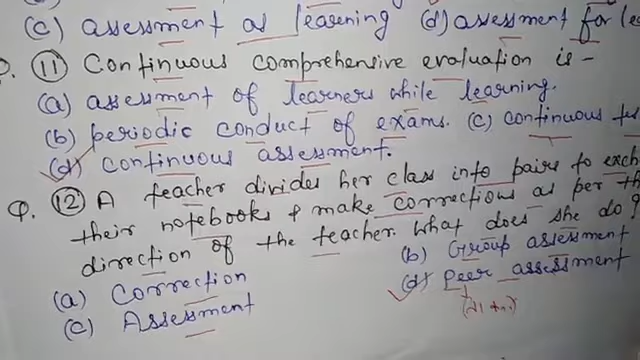 (c) assessment as learning (d) assessment for
Q. (11) Continuous comprehensive evaluation is -
(a) assessment of learners while learning.
(b) periodic conduct of exams. (c) continuous
(d) continuous assessment.
Q. (12) A teacher divides her class into pairs to
their notebooks & make corrections as per
direction of the teacher. What does she do?
(a) Correction
(b) Group assessment
(c) Assessment
(d) Peer assessment